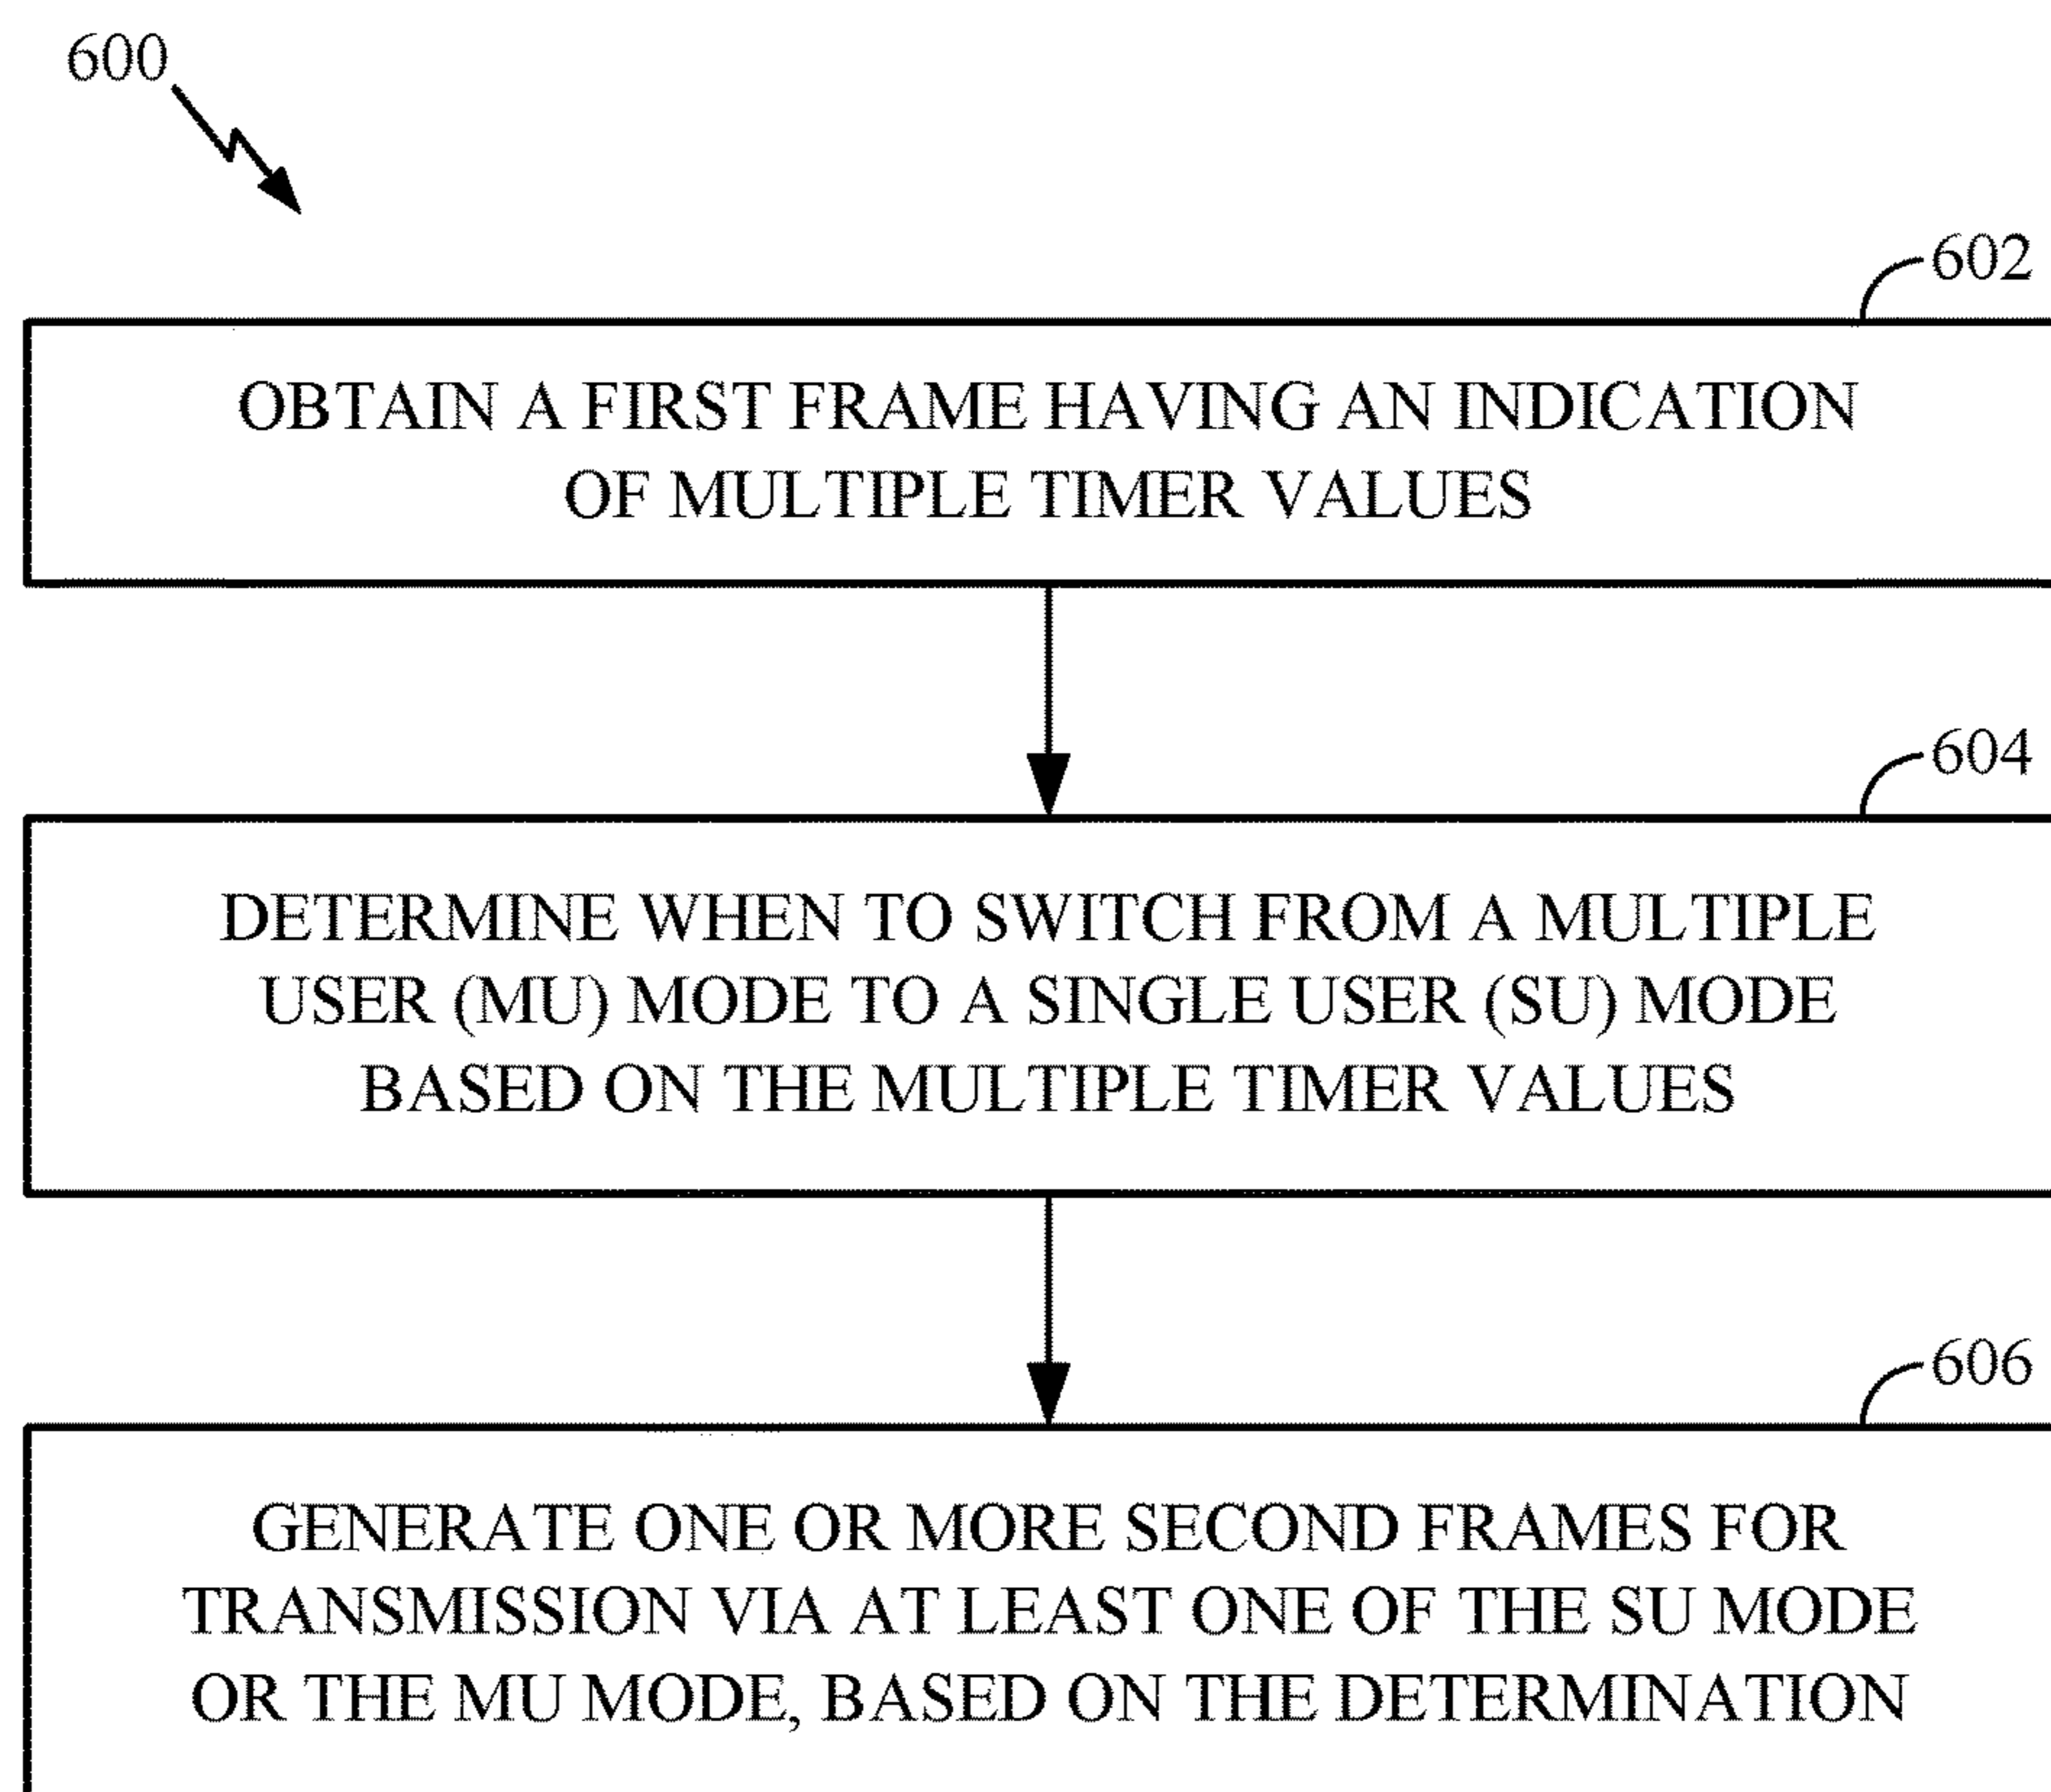 600
602
OBTAIN A FIRST FRAME HAVING AN INDICATION
OF MULTIPLE TIMER VALUES
604
DETERMINE WHEN TO SWITCH FROM A MULTIPLE
USER (MU) MODE TO A SINGLE USER (SU) MODE
BASED ON THE MULTIPLE TIMER VALUES
606
GENERATE ONE OR MORE SECOND FRAMES FOR
TRANSMISSION VIA AT LEAST ONE OF THE SU MODE
OR THE MU MODE, BASED ON THE DETERMINATION